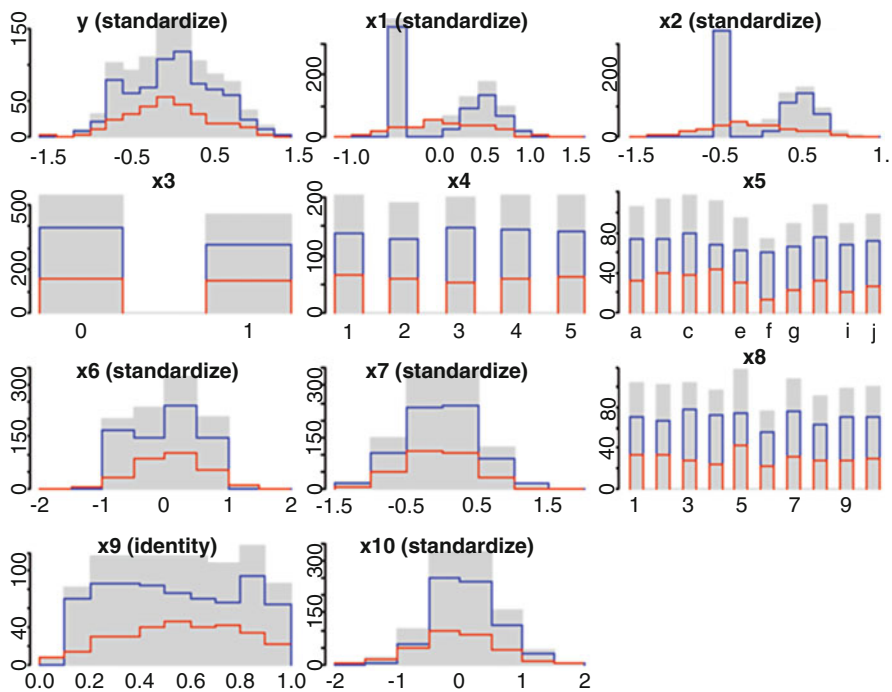 y (standardize)
0 50 150
-1.5 -0.5 0.5 1.5
x1 (standardize)
0 200
-1.0 0.0 0.5 1.0 1.5
x2 (standardize)
0 200
-1.5 -0.5 0.5 1.5
x3
0 200 500
0 1
x4
0 100 200
1 2 3 4 5
x5
0 40 80
a c e f g i j
x6 (standardize)
0 150 300
-2 -1 0 1 2
x7 (standardize)
0 150 300
-1.5 -0.5 0.5 1.5
x8
0 40 80
1 3 5 7 9
x9 (identity)
0 40 100
0.0 0.2 0.4 0.6 0.8 1.0
x10 (standardize)
0 150 300
-2 -1 0 1 2